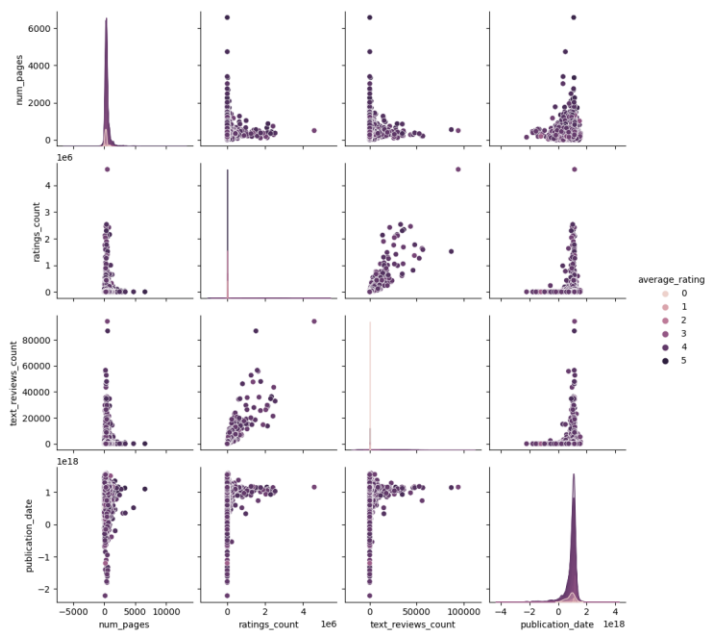 6000
4000
2000
0
num_pages
1e6
4
3
2
1
0
ratings_count
average_rating
0
1
2
3
4
5
80000
60000
40000
20000
0
text_reviews_count
1e18
1
0
−1
−2
publication_date
−5000 0 5000 10000
num_pages
0 2 4
ratings_count 1e6
0 50000 100000
text_reviews_count
−4 −2 0 2 4
publication_date 1e18